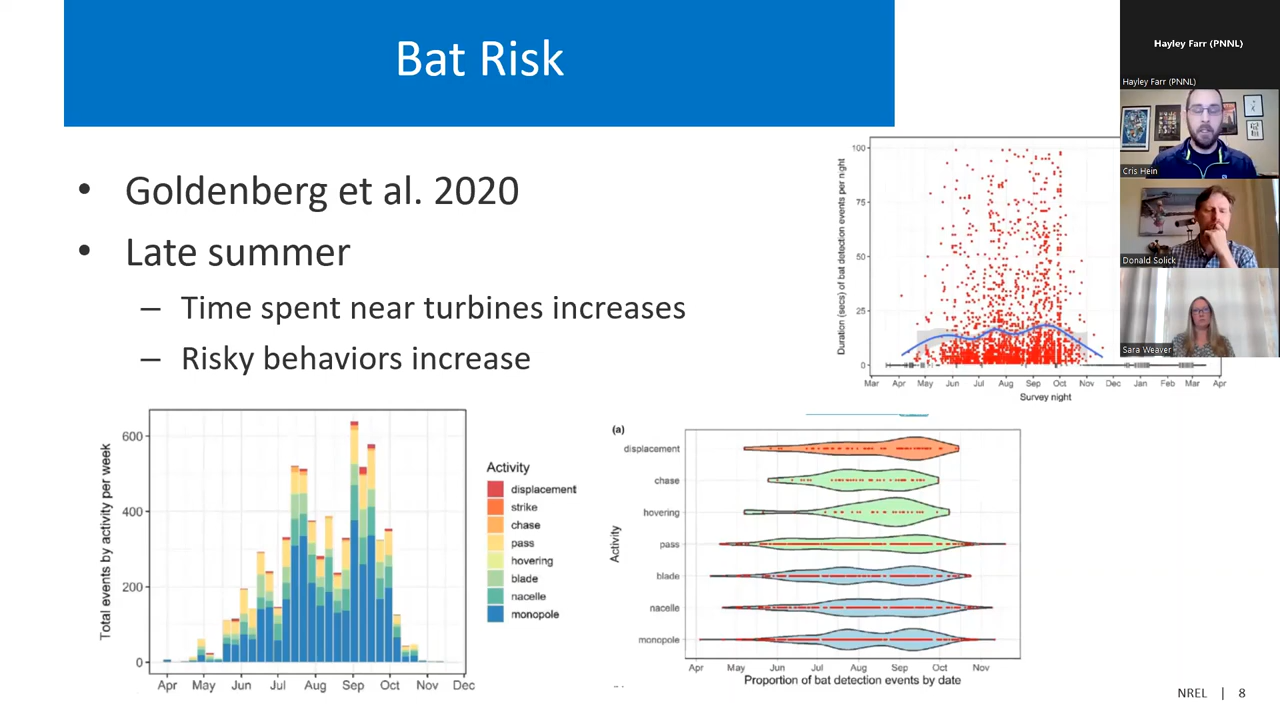 Bat Risk
• Goldenberg et al. 2020
• Late summer
– Time spent near turbines increases
– Risky behaviors increase
Hayley Farr (PNNL)
Hayley Farr (PNNL)
Cris Hein
Donald Solick
Sara Weaver
Duration (secs) of bat detection events per night
100
75
50
25
0
Mar Apr May Jun Jul Aug Sep Oct Nov Dec Jan Feb Mar Apr
Survey night
Total events by activity per week
600
400
200
0
Apr May Jun Jul Aug Sep Oct Nov Dec
Activity
displacement
strike
chase
pass
hovering
blade
nacelle
monopole
(a)
Activity
displacement
chase
hovering
pass
blade
nacelle
monopole
Apr May Jun Jul Aug Sep Oct Nov
Proportion of bat detection events by date
NREL | 8